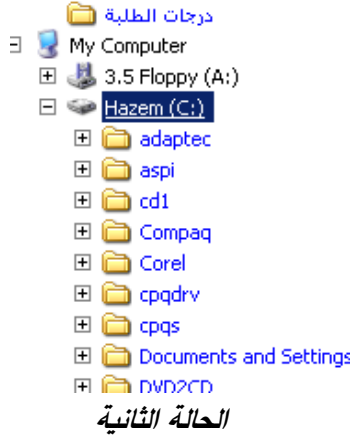 درجات الطلبة
My Computer
3.5 Floppy (A:)
Hazem (C:)
adaptec
aspi
cd1
Compaq
Corel
cpqdrv
cpqs
Documents and Settings
DVD2CD
الحالة الثانية